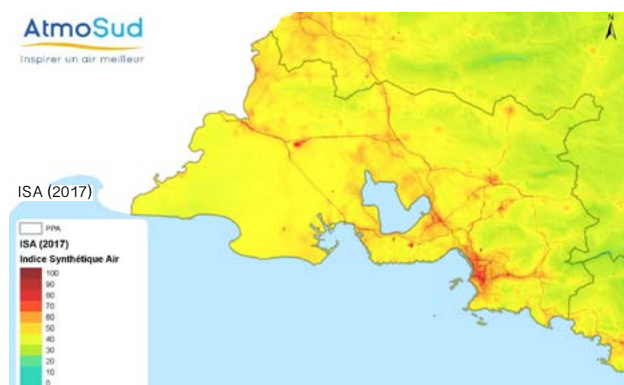 AtmoSud
Inspirer un air meilleur
N
ISA (2017)
PPA
ISA (2017)
Indice Synthétique Air
100
90
80
70
60
50
40
30
20
10
0